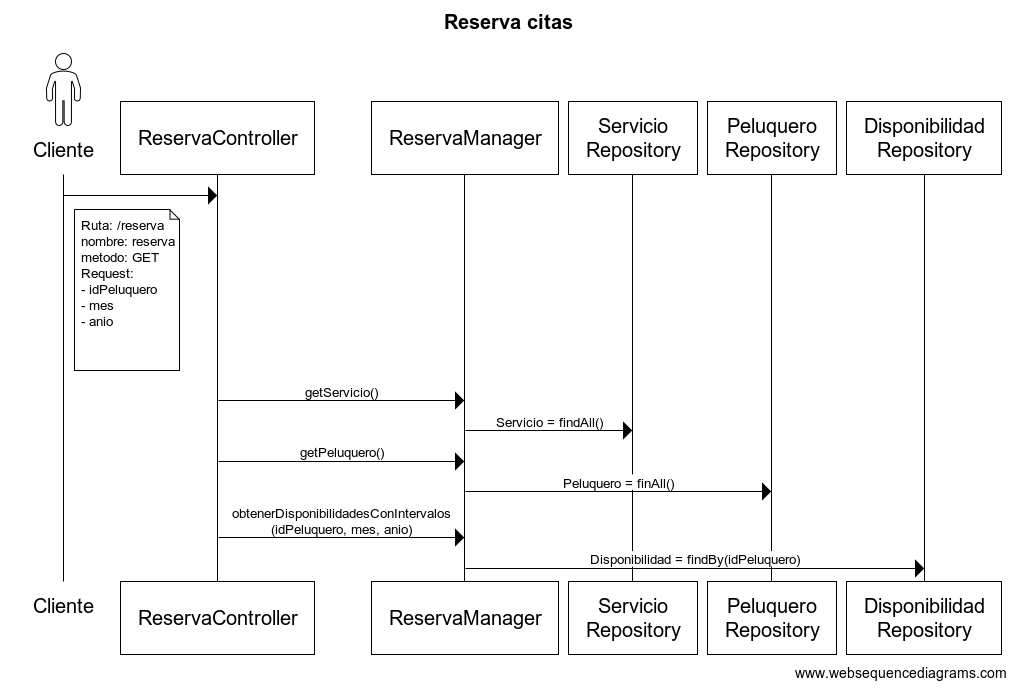 Reserva citas
Cliente
ReservaController
ReservaManager
Servicio
Repository
Peluquero
Repository
Disponibilidad
Repository
Ruta: /reserva
nombre: reserva
metodo: GET
Request:
- idPeluquero
- mes
- anio
getServicio()
Servicio = findAll()
getPeluquero()
Peluquero = finAll()
obtenerDisponibilidadesConIntervalos
(idPeluquero, mes, anio)
Disponibilidad = findBy(idPeluquero)
Cliente
ReservaController
ReservaManager
Servicio
Repository
Peluquero
Repository
Disponibilidad
Repository
www.websequencediagrams.com